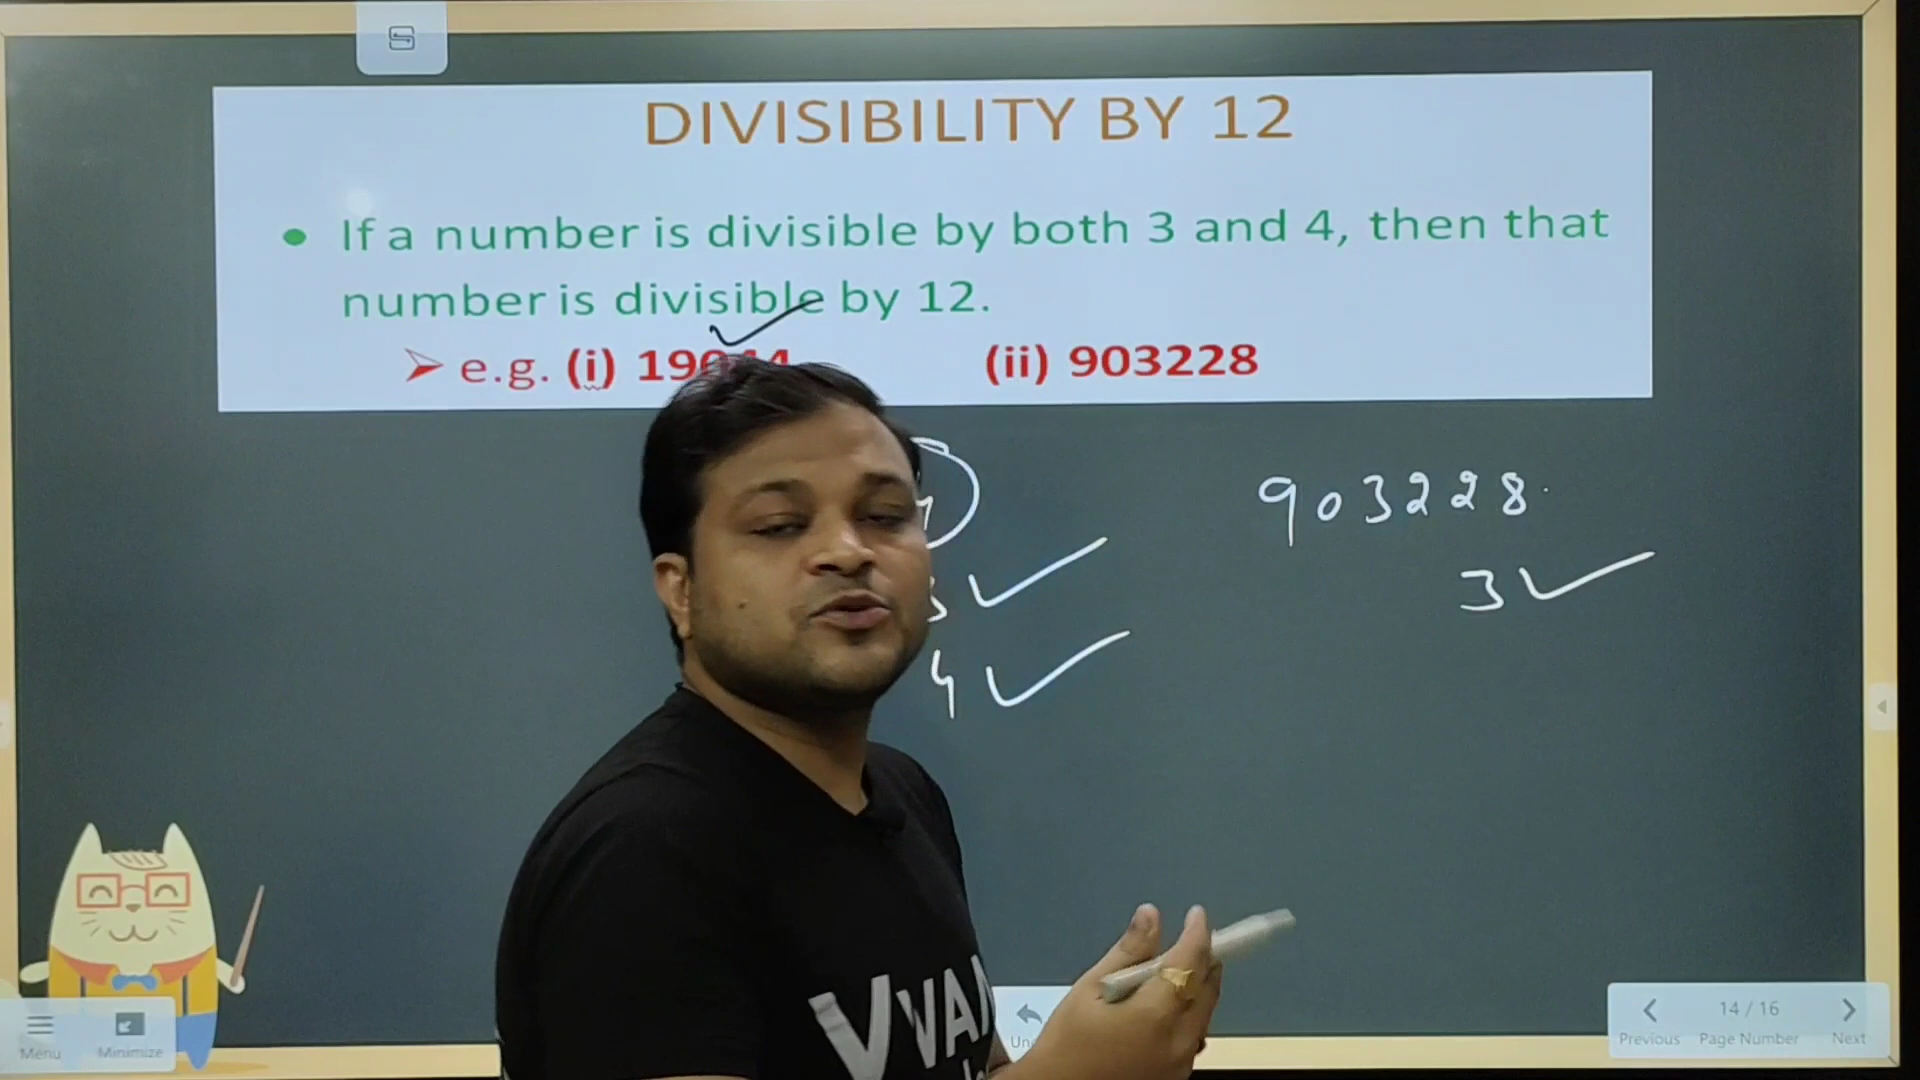 DIVISIBILITY BY 12
If a number is divisible by both 3 and 4, then that
number is divisible by 12.
e.g. (i) (ii) 903228
903228
3
4
3
Menu
Minimize
14 / 16
Previous
Page Number
Next